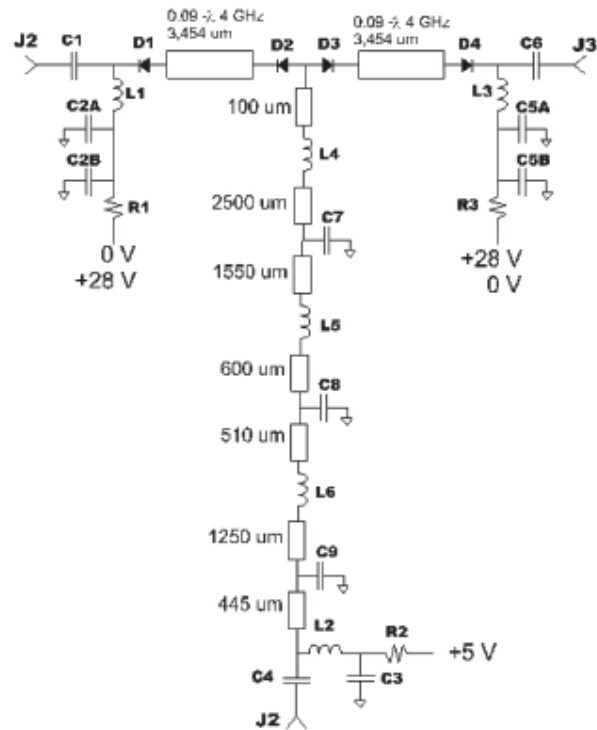 0.09 λ 4 GHz
3,454 um
0.09 λ 4 GHz
3,454 um
J2
C1
D1
D2
D3
D4
C6
J3
L1
L3
C2A
100 um
C5A
L4
C2B
C5B
2500 um
R1
R3
C7
0 V
+28 V
+28 V
0 V
1550 um
L5
600 um
C8
510 um
L6
1250 um
C9
445 um
L2
R2
+5 V
C4
C3
J2